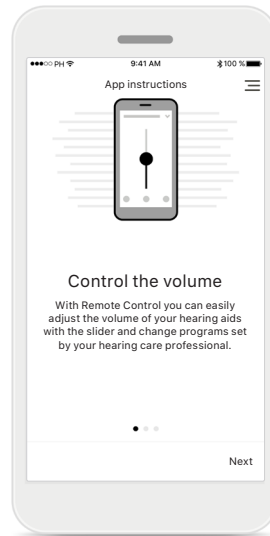 PH 9:41 AM 100 %
App instructions
Control the volume
With Remote Control you can easily
adjust the volume of your hearing aids
with the slider and change programs set
by your hearing care professional.
Next